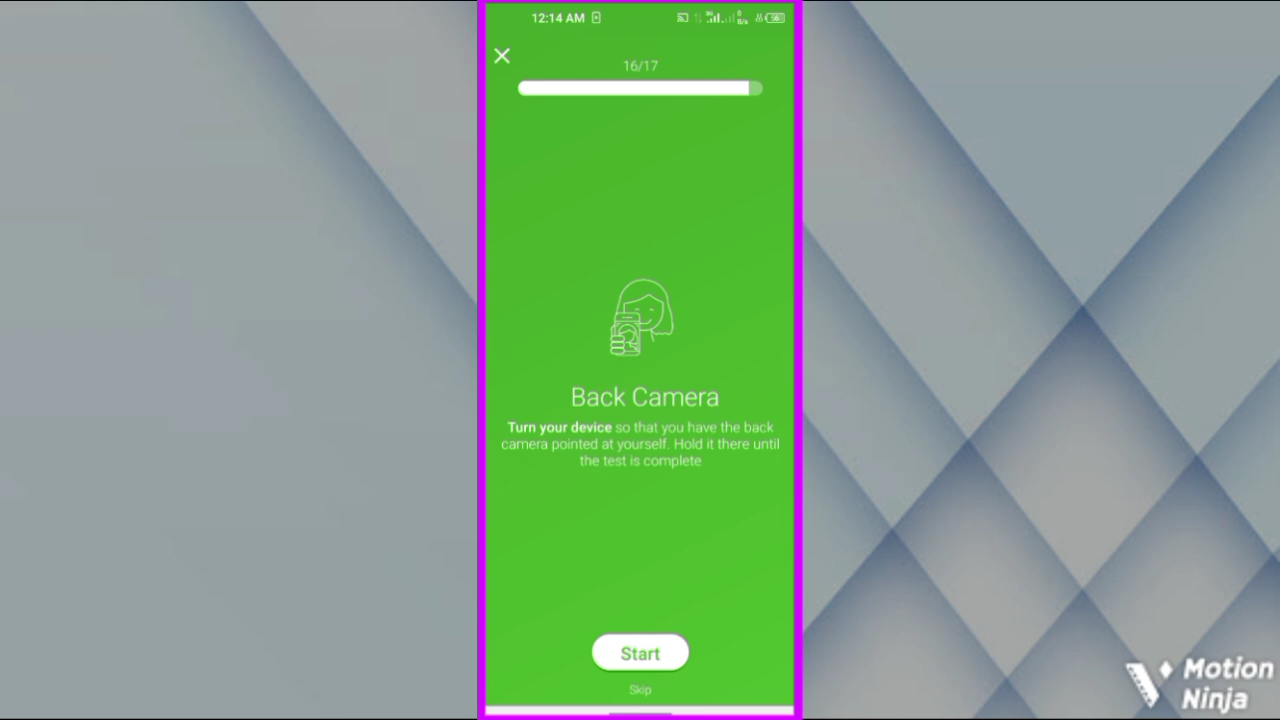 12:14 AM
16/17
Back Camera
Turn your device so that you have the back
camera pointed at yourself. Hold it there until
the test is complete
Start
Skip
Motion
Ninja